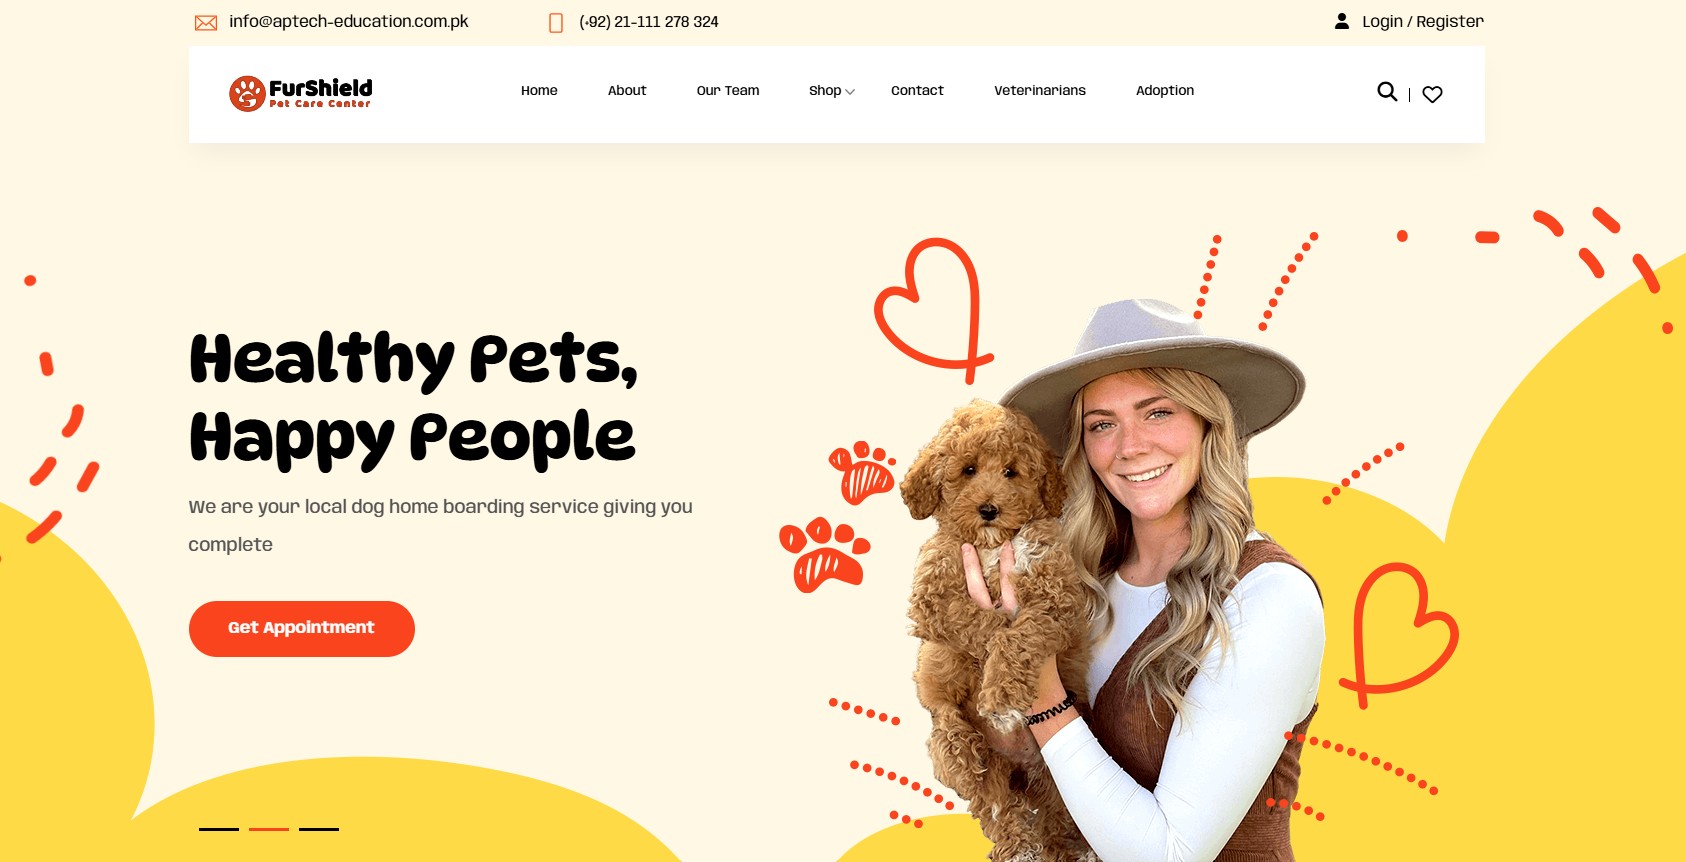 info@aptech-education.com.pk
(+92) 21-111 278 324
Login / Register
FurShield
Pet Care Center
Home
About
Our Team
Shop
Contact
Veterinarians
Adoption
Healthy Pets,
Happy People
We are your local dog home boarding service giving you
complete
Get Appointment